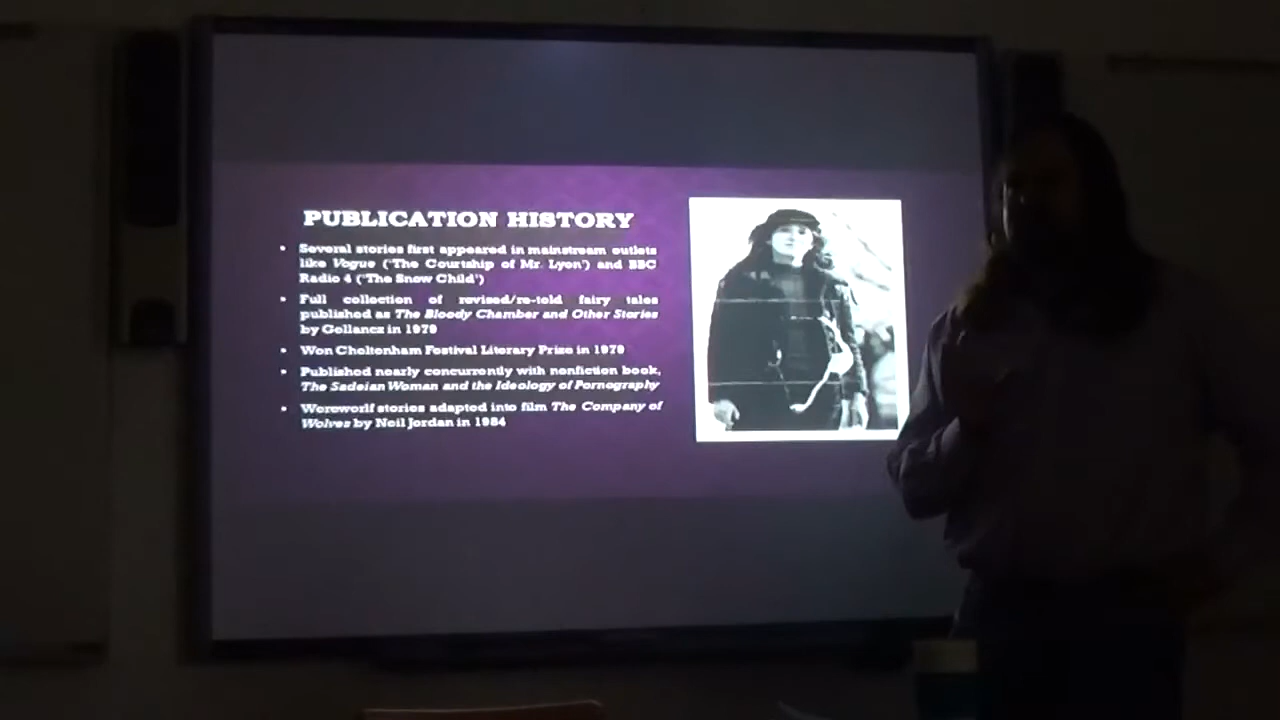 PUBLICATION HISTORY
• Several stories first appeared in mainstream outlets
like Vogue ('The Courtship of Mr. Lyon') and BBC
Radio 4 ('The Snow Child')
• Full collection of revised/re-told fairy tales
published as The Bloody Chamber and Other Stories
by Gollancz in 1979
• Won Cheltenham Festival Literary Prize in 1979
• Published nearly concurrently with nonfiction book,
The Sadeian Woman and the Ideology of Pornography
• Wereworlf stories adapted into film The Company of
Wolves by Neil Jordan in 1984